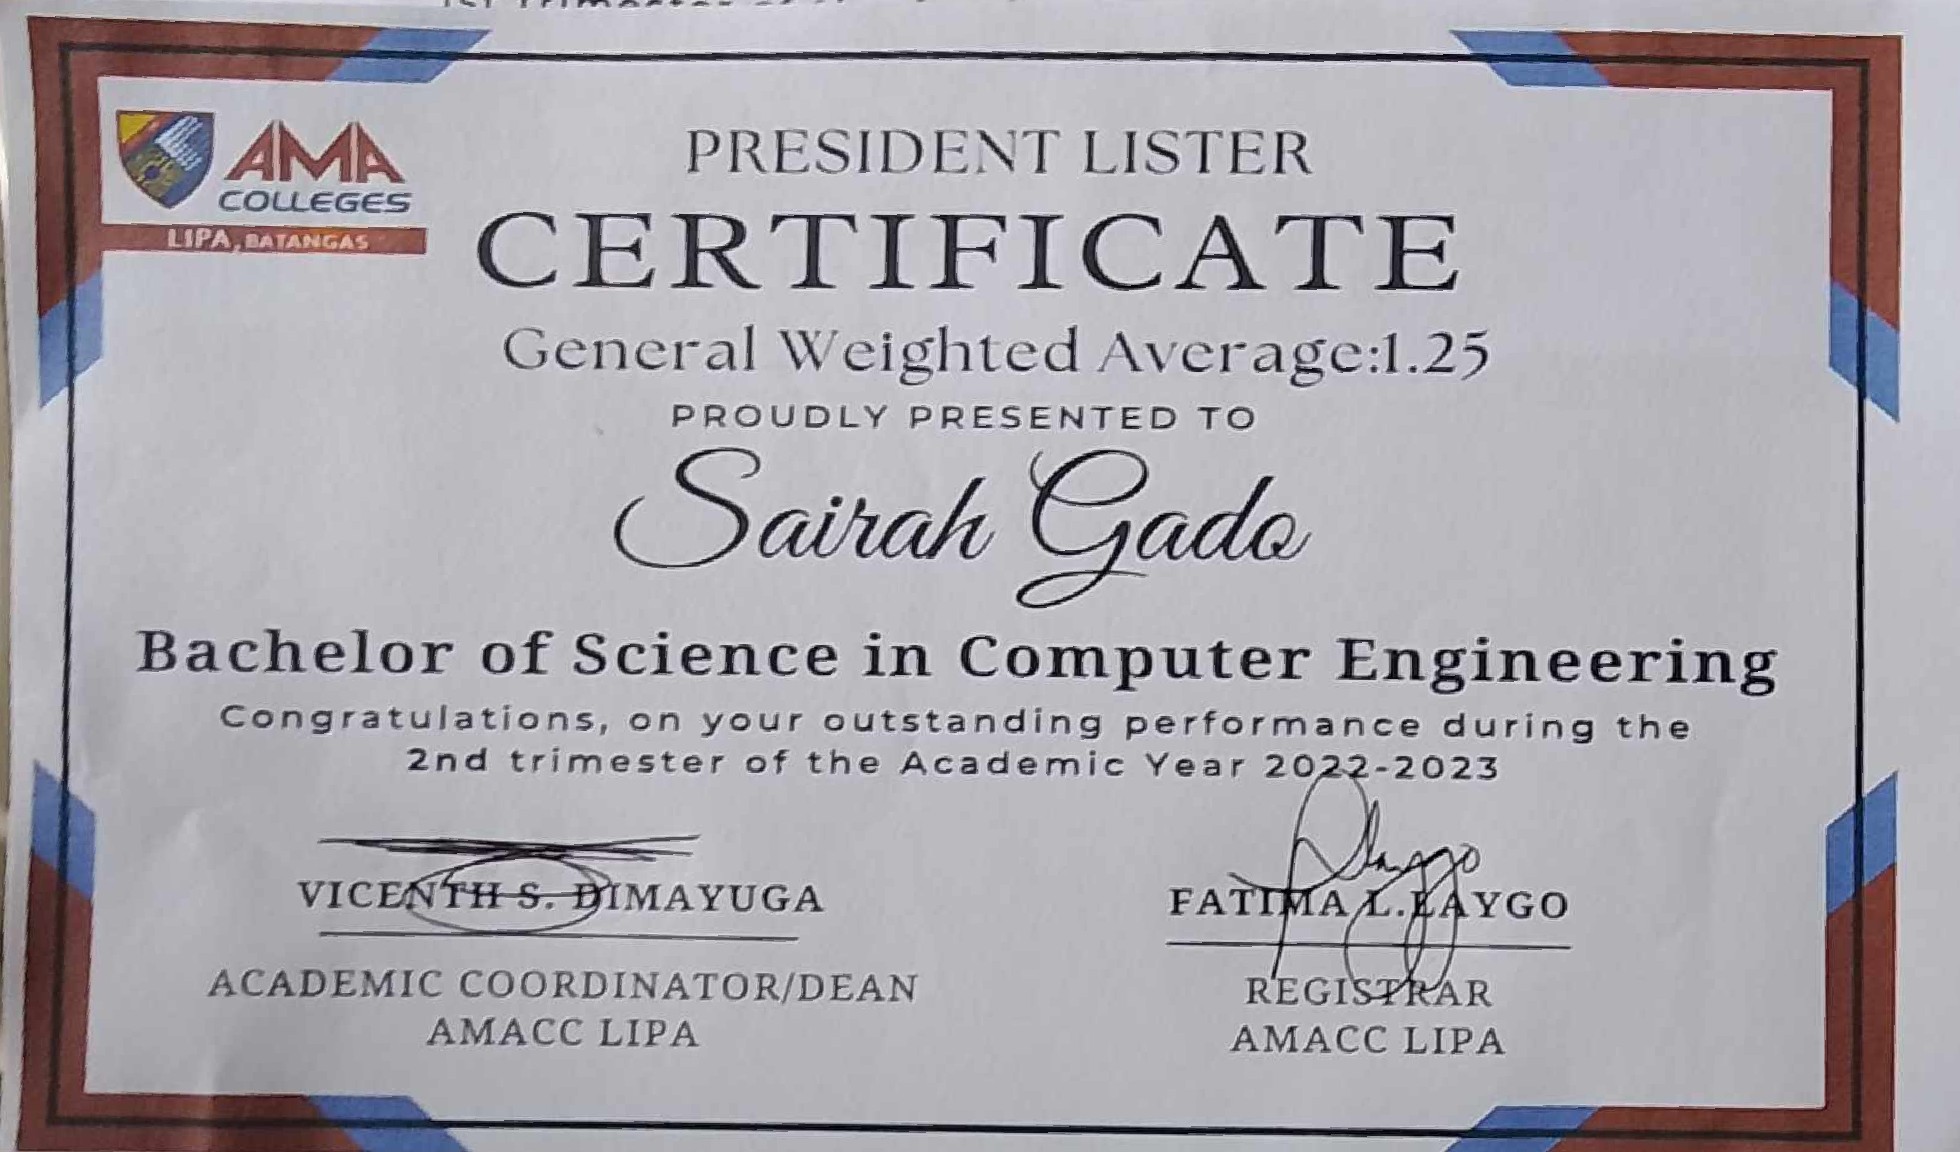 AMA
COLLEGES
LIPA, BATANGAS
PRESIDENT LISTER
CERTIFICATE
General Weighted Average:1.25
PROUDLY PRESENTED TO
Sairah Gado
Bachelor of Science in Computer Engineering
Congratulations, on your outstanding performance during the
2nd trimester of the Academic Year 2022-2023
VICENTH S. DIMAYUGA
ACADEMIC COORDINATOR/DEAN
AMACC LIPA
FATIMA L.LAYGO
REGISTRAR
AMACC LIPA